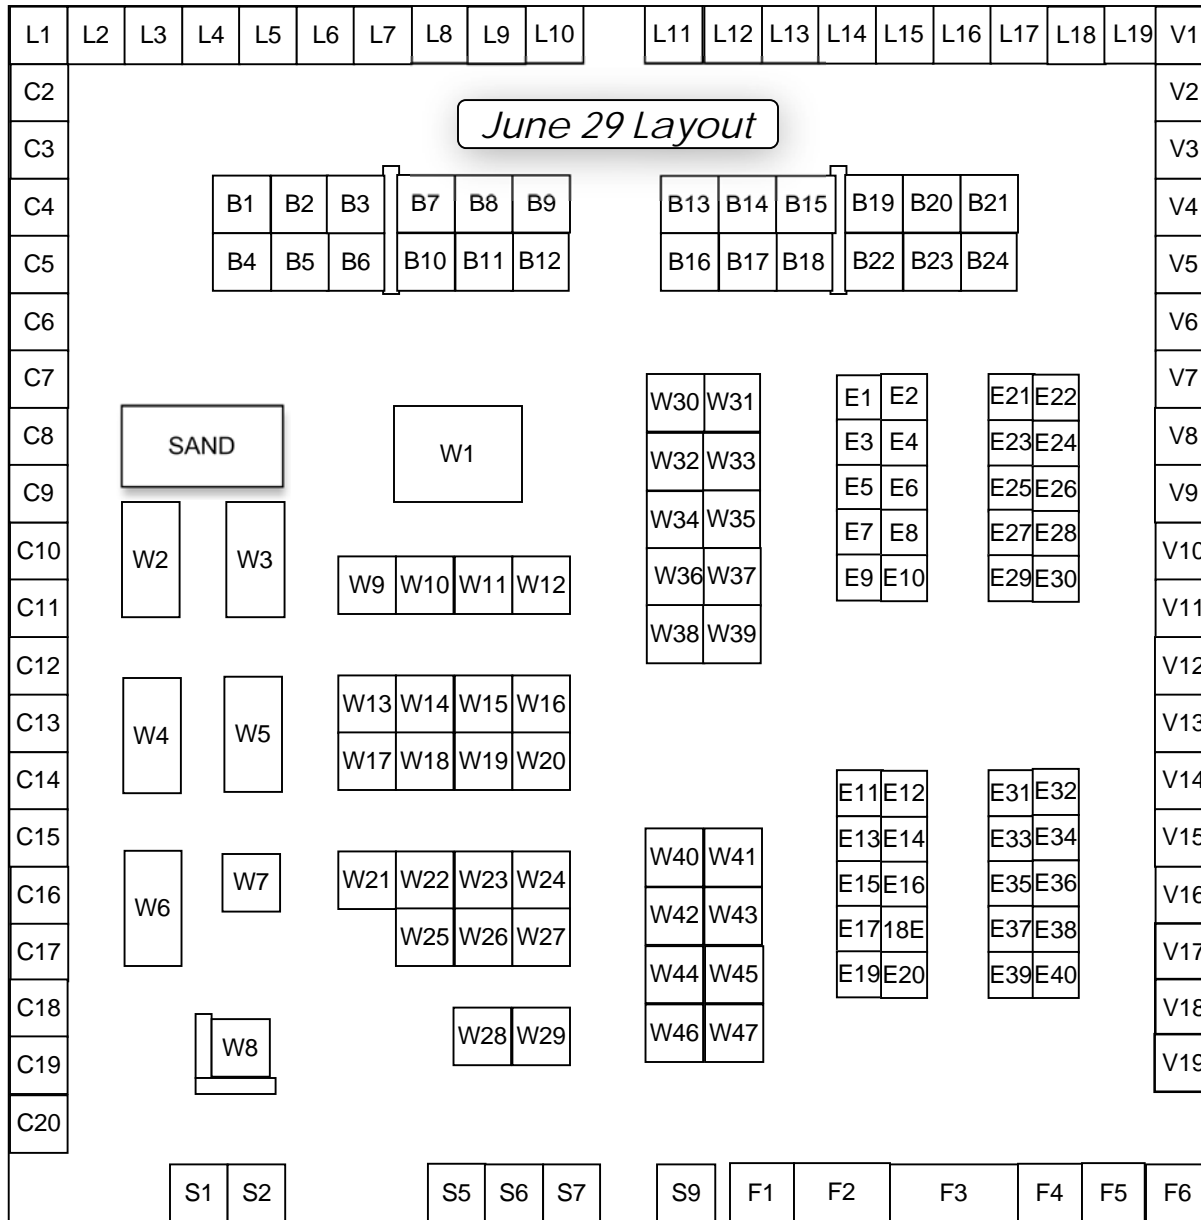 L1 L2 L3 L4 L5 L6 L7 L8 L9 L10 L11 L12 L13 L14 L15 L16 L17 L18 L19 V1
C2 V2
June 29 Layout
C3 V3
C4 B1 B2 B3 B7 B8 B9 B13 B14 B15 B19 B20 B21 V4
C5 B4 B5 B6 B10 B11 B12 B16 B17 B18 B22 B23 B24 V5
C6 V6
C7 W30 W31 E1 E2 E21 E22 V7
C8 SAND W1 W32 W33 E3 E4 E23 E24 V8
C9 W34 W35 E5 E6 E25 E26 V9
C10 W2 W3 E7 E8 E27 E28 V10
C11 W9 W10 W11 W12 W36 W37 E9 E10 E29 E30 V11
C12 W38 W39 V12
C13 W4 W5 W13 W14 W15 W16 V13
C14 W17 W18 W19 W20 E11 E12 E31 E32 V14
C15 W40 W41 E13 E14 E33 E34 V15
C16 W6 W7 W21 W22 W23 W24 W42 W43 E15 E16 E35 E36 V16
C17 W25 W26 W27 E17 18E E37 E38 V17
C18 W44 W45 E19 E20 E39 E40 V18
C19 W8 W28 W29 W46 W47 V19
C20
S1 S2 S5 S6 S7 S9 F1 F2 F3 F4 F5 F6